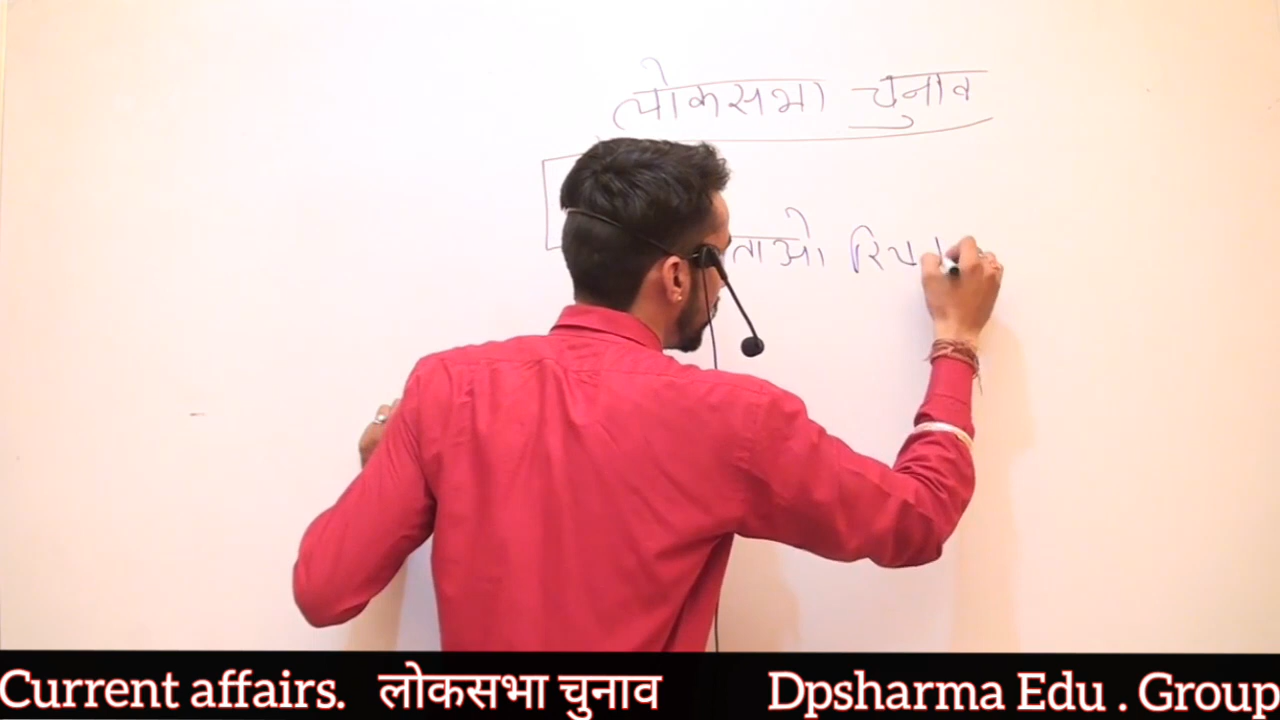 लोकसभा चुनाव
Current affairs. लोकसभा चुनाव Dpsharma Edu . Group